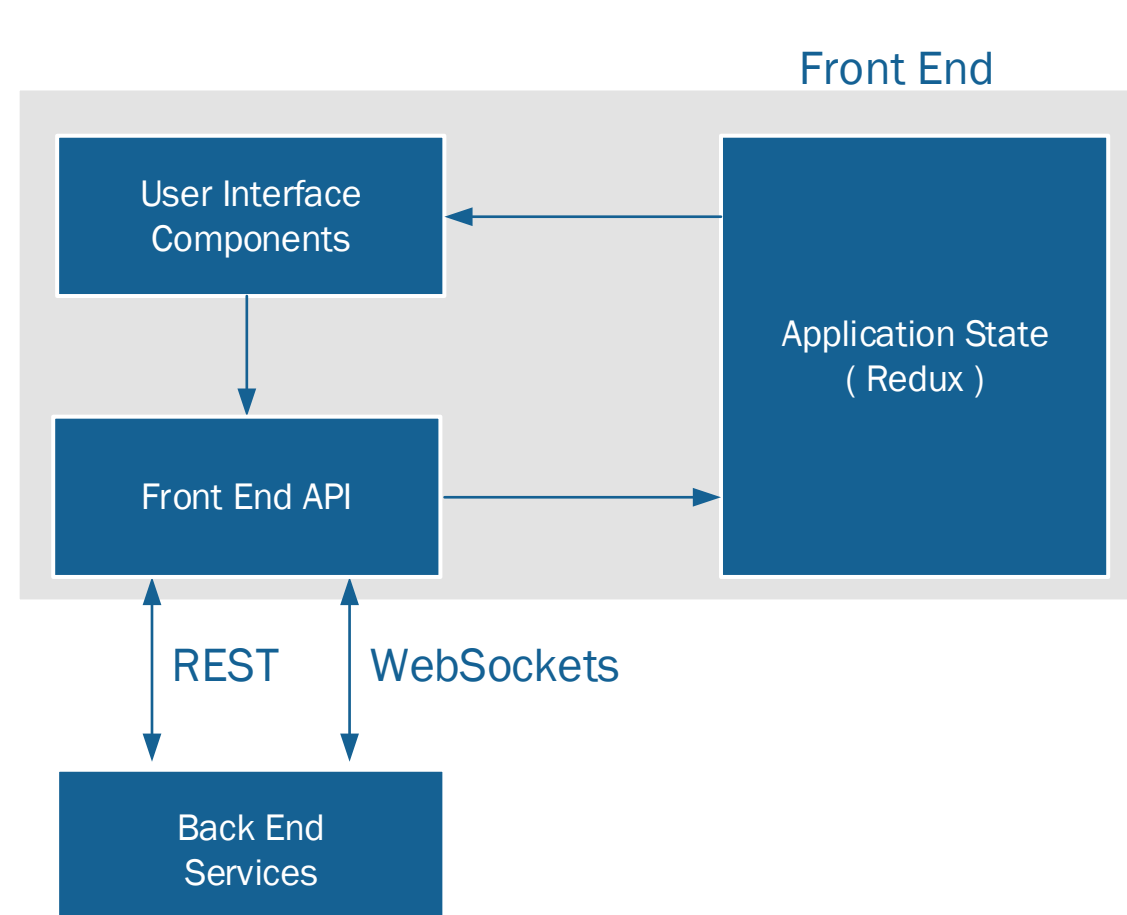 Front End
User Interface
Components
Application State
( Redux )
Front End API
REST
WebSockets
Back End
Services